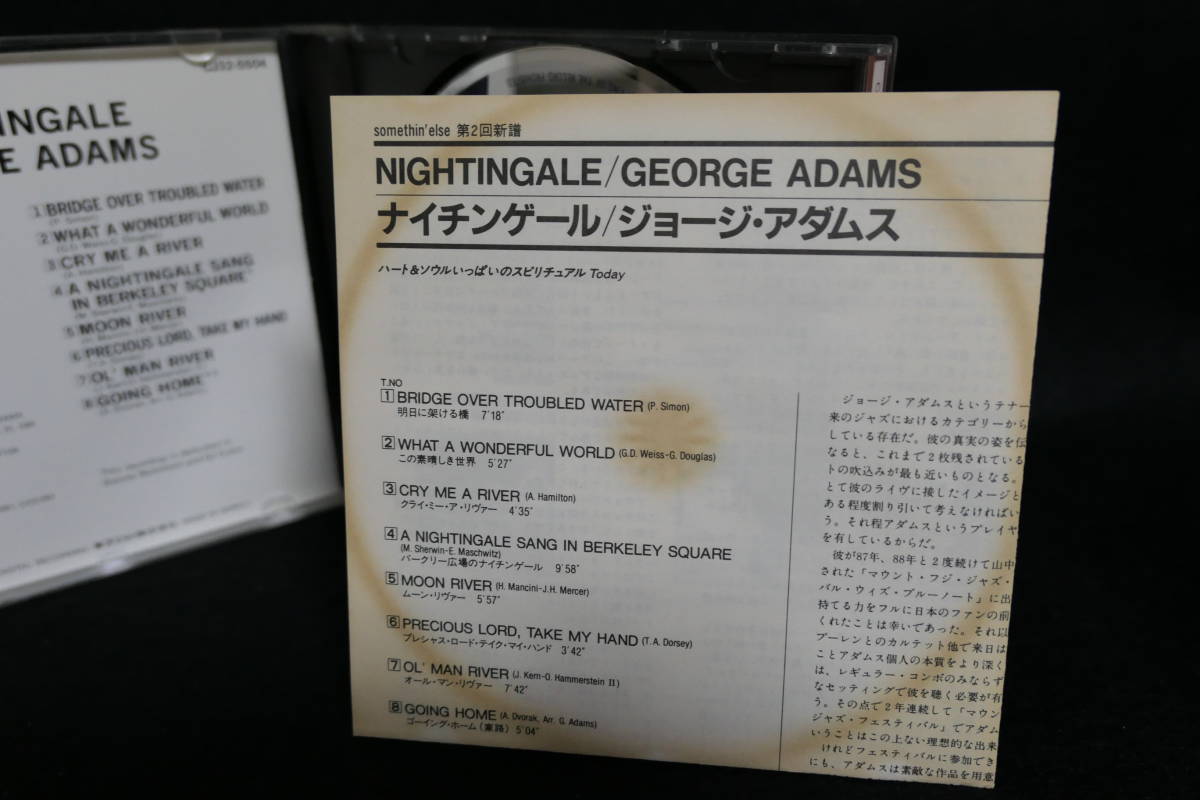 CJ32-5504
INGALE
E ADAMS
1 BRIDGE OVER TROUBLED WATER
2 WHAT A WONDERFUL WORLD
3 CRY ME A RIVER
4 A NIGHTINGALE SANG
IN BERKELEY SQUARE
5 MOON RIVER
6 PRECIOUS LORD, TAKE MY HAND
7 OL' MAN RIVER
8 GOING HOME
somethin'else 第2回新譜
NIGHTINGALE/GEORGE ADAMS
ナイチンゲール/ジョージ・アダムス
ハート&ソウルいっぱいのスピリチュアル Today
T.NO
1 BRIDGE OVER TROUBLED WATER (P. Simon)
明日に架ける橋 7'18"
2 WHAT A WONDERFUL WORLD (G.D. Weiss-G. Douglas)
この素晴しき世界 5'27"
3 CRY ME A RIVER (A. Hamilton)
クライ・ミー・ア・リヴァー 4'35"
4 A NIGHTINGALE SANG IN BERKELEY SQUARE
(M. Sherwin-E. Maschwitz)
バークリー広場のナイチンゲール 9'58"
5 MOON RIVER (H. Mancini-J.H. Mercer)
ムーン・リヴァー 5'57"
6 PRECIOUS LORD, TAKE MY HAND (T.A. Dorsey)
プレシャス・ロード・テイク・マイ・ハンド 3'42"
7 OL' MAN RIVER (J. Kern-O. Hammerstein II)
オール・マン・リヴァー 7'42"
8 GOING HOME (A. Dvorak, Arr. G. Adams)
ゴーイング・ホーム(家路) 5'04"
ジョージ・アダムスというテナー
来のジャズにおけるカテゴリーから
している存在だ。彼の真実の姿を伝
なると、これまで2枚残されている
トの吹込みが最も近いものとなる。
とて彼のライヴに接したイメージと
ある程度割り引いて考えなければい
う。それ程アダムスというプレイヤ
を有しているからだ。
彼が87年、88年と2度続けて山中
された「マウント・フジ・ジャズ・
バル・ウィズ・ブルーノート」に出
持てる力をフルに日本のファンの前
くれたことは幸いであった。それ以
プーレンとのカルテット他で来日は
ことアダムス個人の本質をより深く
は、レギュラー・コンボのみならず
なセッティングで彼を聴く必要が有
う。その点で2年連続して「マウン
ジャズ・フェスティバル」でアダム
いうことはこの上ない理想的な出来
けれどフェスティバルに参加でき
にも、アダムスは素敵な作品を用意